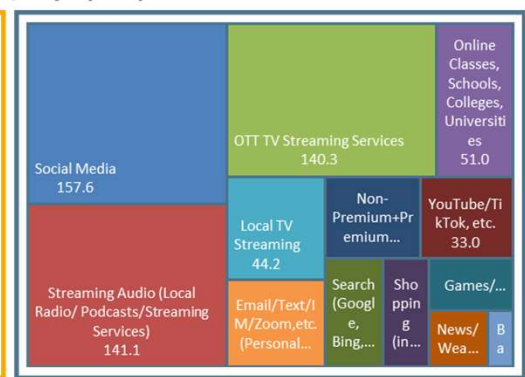 Social Media
157.6
Streaming Audio (Local
Radio/ Podcasts/Streaming
Services)
141.1
OTT TV Streaming Services
140.3
Online
Classes,
Schools,
Colleges,
Universiti
es
51.0
Local TV
Streaming
44.2
Non-
Premium+Pr
emium...
YouTube/Ti
kTok, etc.
33.0
Email/Text/I
M/Zoom,etc.
(Personal...
Search
(Googl
e,
Bing,...
Sho
ppin
g
(in...
Games/...
News/
Wea...
Ba